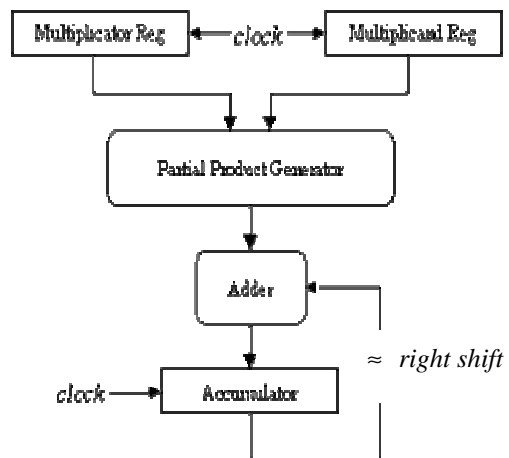 Multiplicator Reg
clock
Multiplicand Reg
Partial Product Generator
Adder
≈ right shift
clock
Accumulator